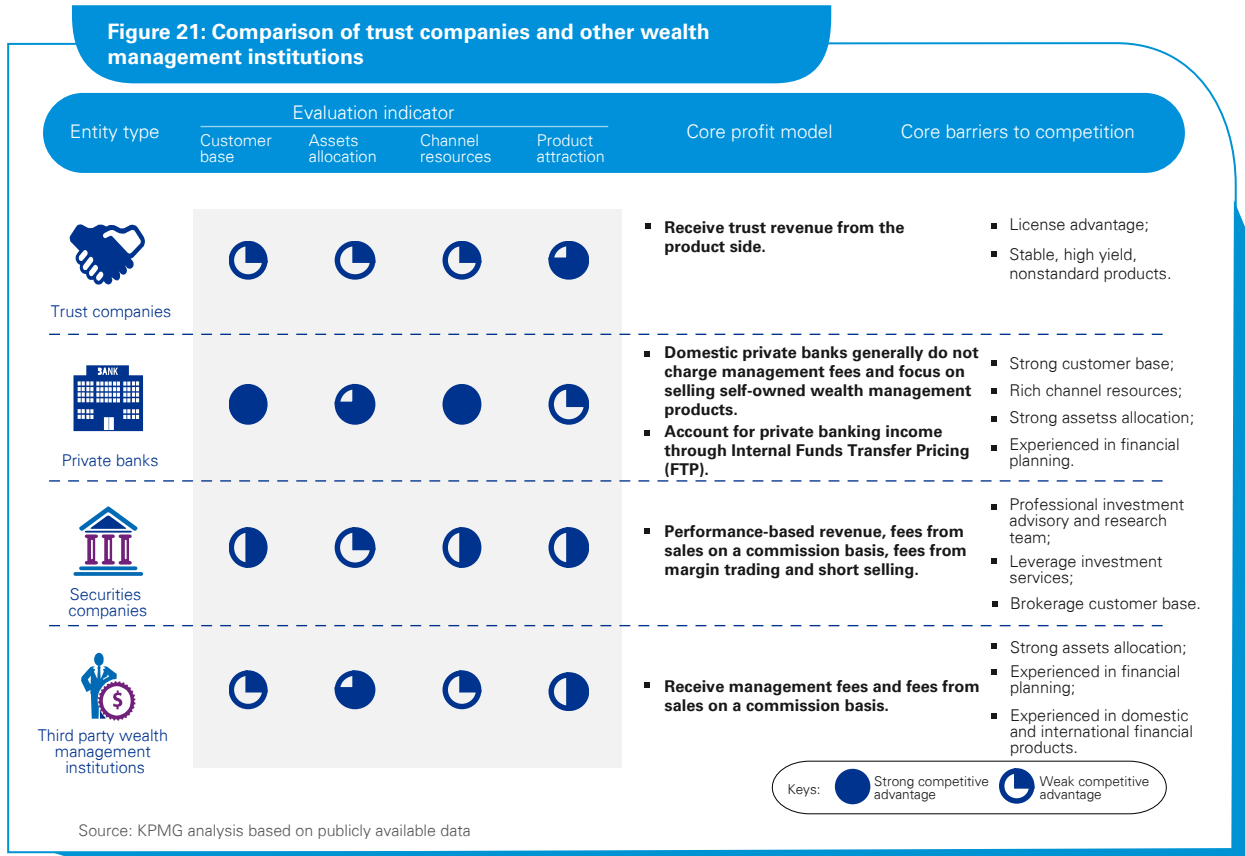 Figure 21: Comparison of trust companies and other wealth
management institutions
Entity type
Evaluation indicator
Customer
base
Assets
allocation
Channel
resources
Product
attraction
Core profit model
Core barriers to competition
Trust companies
Receive trust revenue from the
product side.
License advantage;
Stable, high yield,
nonstandard products.
BANK
Private banks
Domestic private banks generally do not
charge management fees and focus on
selling self-owned wealth management
products.
Account for private banking income
through Internal Funds Transfer Pricing
(FTP).
Strong customer base;
Rich channel resources;
Strong assetss allocation;
Experienced in financial
planning.
Securities
companies
Performance-based revenue, fees from
sales on a commission basis, fees from
margin trading and short selling.
Professional investment
advisory and research
team;
Leverage investment
services;
Brokerage customer base.
$
Third party wealth
management
institutions
Receive management fees and fees from
sales on a commission basis.
Strong assets allocation;
Experienced in financial
planning;
Experienced in domestic
and international financial
products.
Keys:
Strong competitive
advantage
Weak competitive
advantage
Source: KPMG analysis based on publicly available data